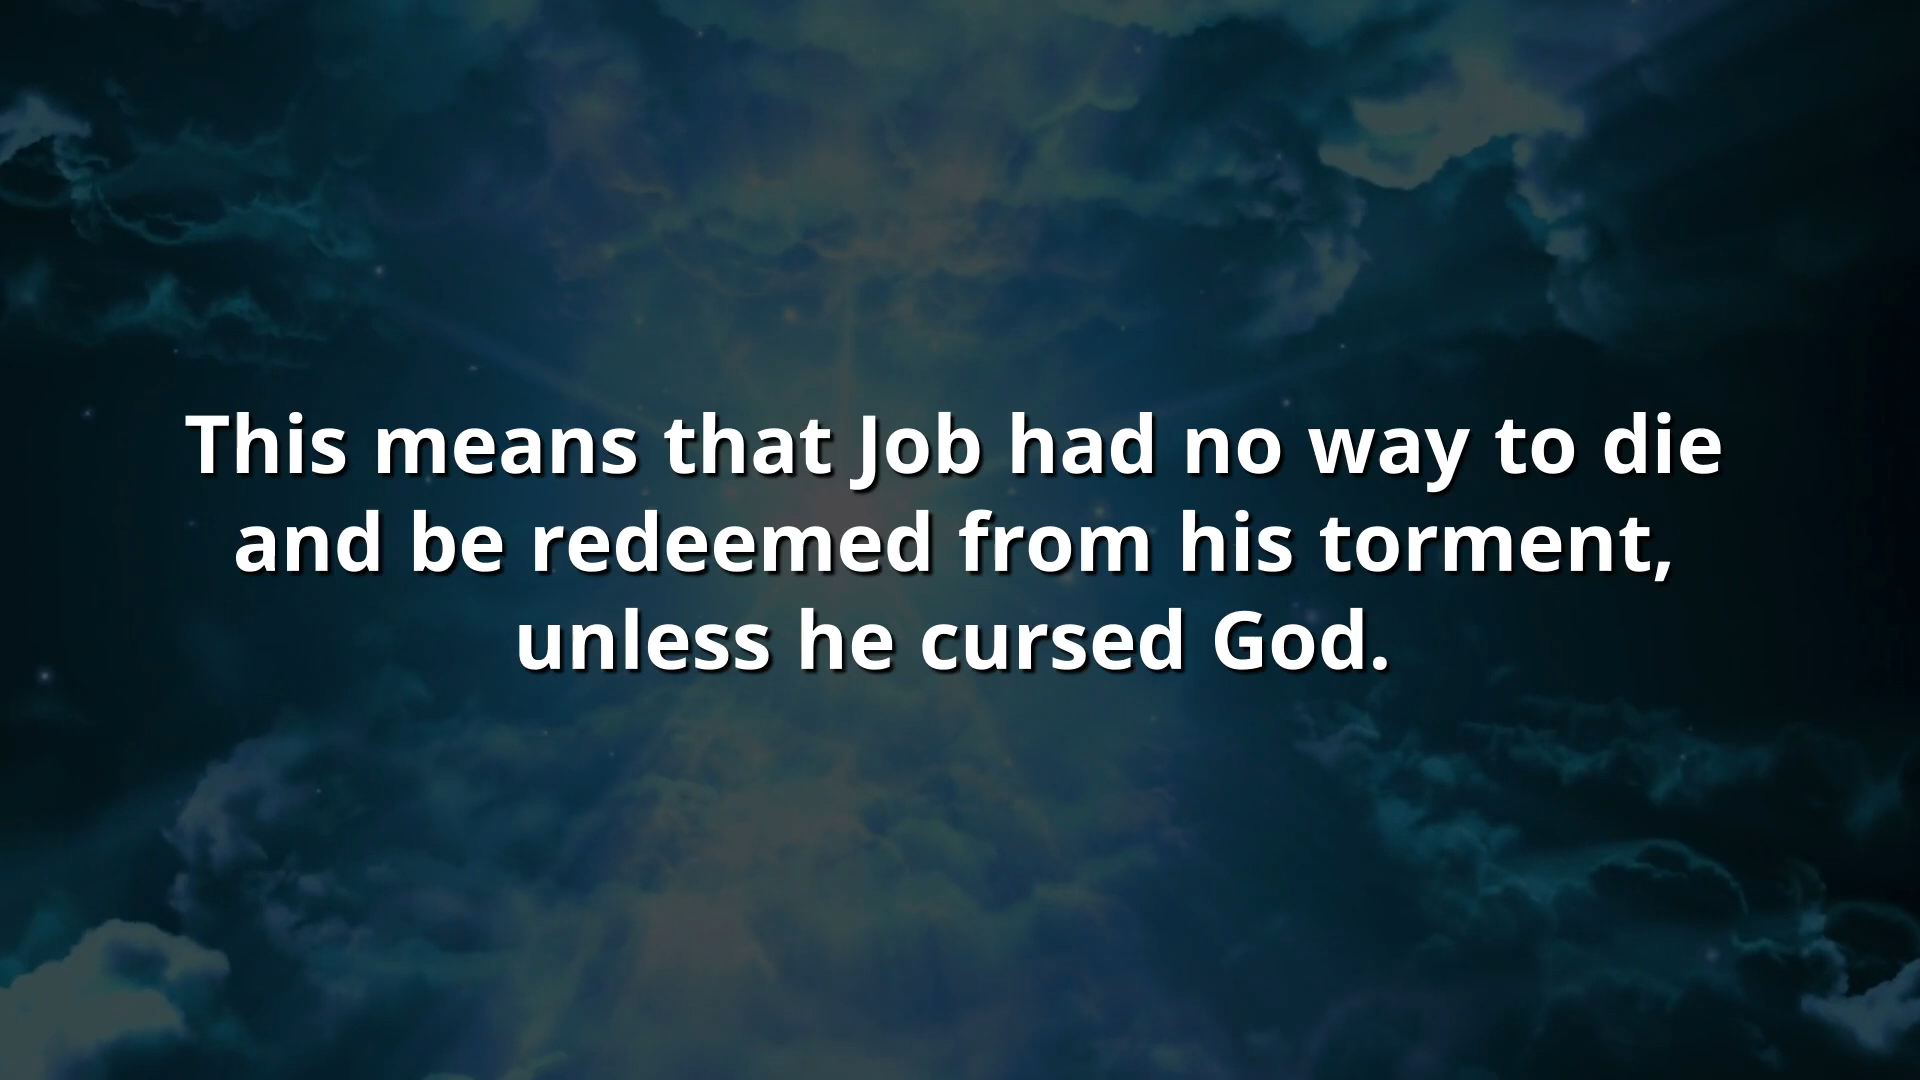 This means that Job had no way to die
and be redeemed from his torment,
unless he cursed God.